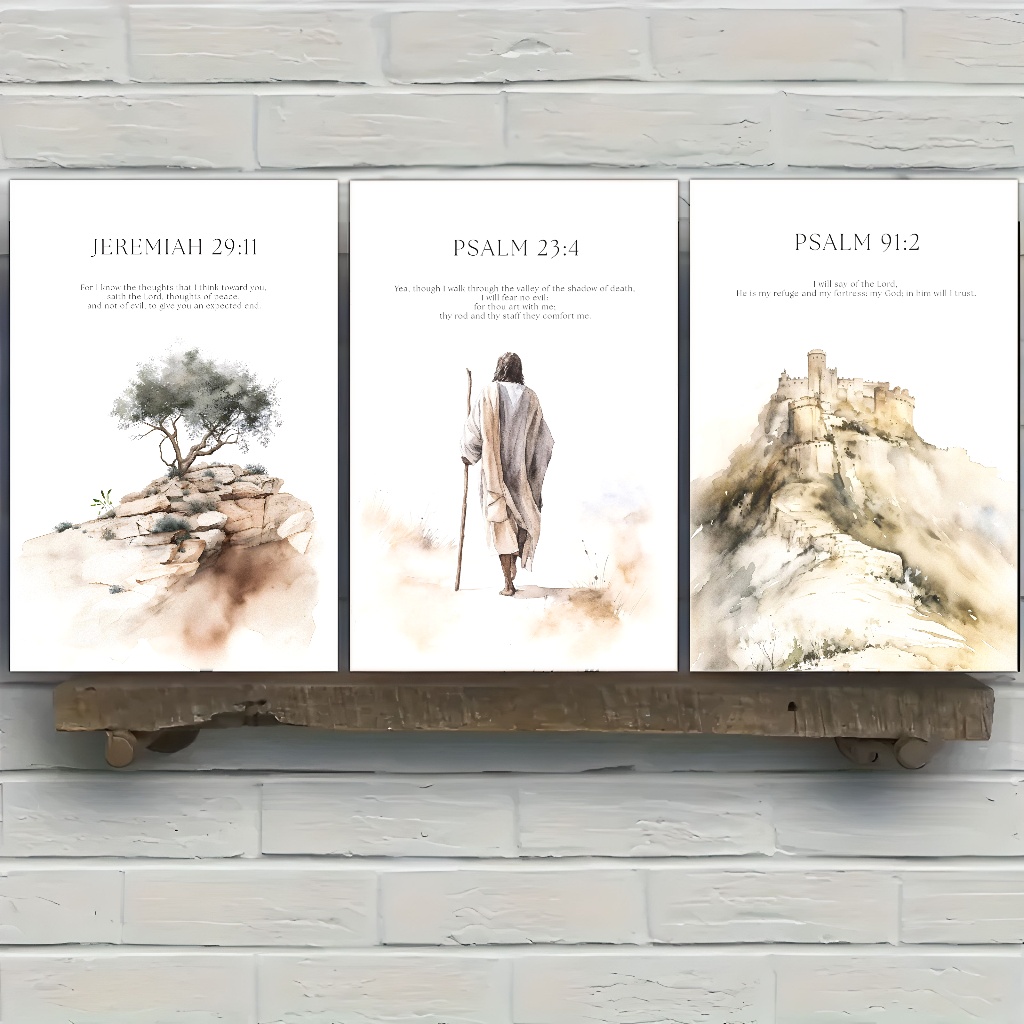 JEREMIAH 29:11
For I know the thoughts that I think toward you,
saith the Lord, thoughts of peace,
and not of evil, to give you an expected end.
PSALM 23:4
Yea, though I walk through the valley of the shadow of death,
I will fear no evil:
for thou art with me;
thy rod and thy staff they comfort me.
PSALM 91:2
I will say of the Lord,
He is my refuge and my fortress: my God; in him will I trust.